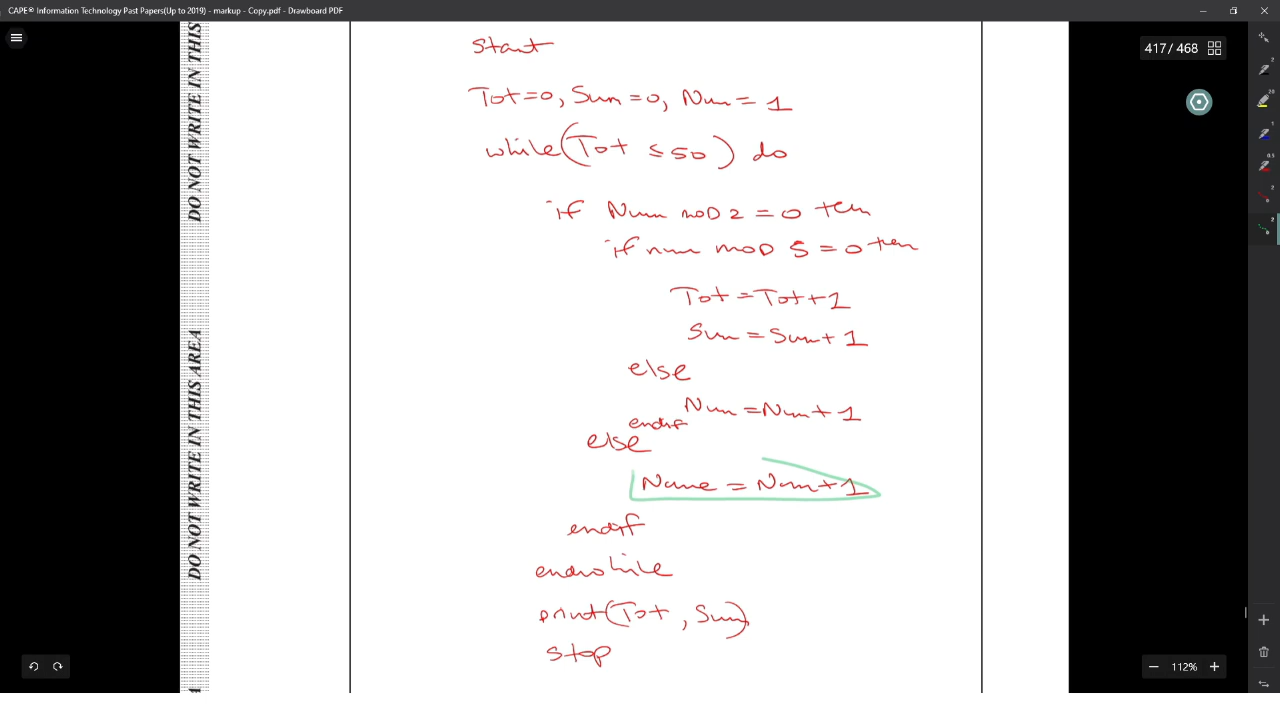 CAPE® Information Technology Past Papers(Up to 2019) - markup - Copy.pdf - Drawboard PDF
417 / 468
DO NOT WRITE IN THIS
DO NOT WRITE IN THIS AREA
Start
Tot=0, Sum=0, Num=1
while(Tot ≤50) do
if Num MOD 2 = 0 ten
if num MOD 5 = 0 ten
Tot=Tot+1
Sum = Sum+1
else
Num=Num+1
endif
else
Name = Num+1
endif
endwhile
print(Tot, Sum)
stop
112%